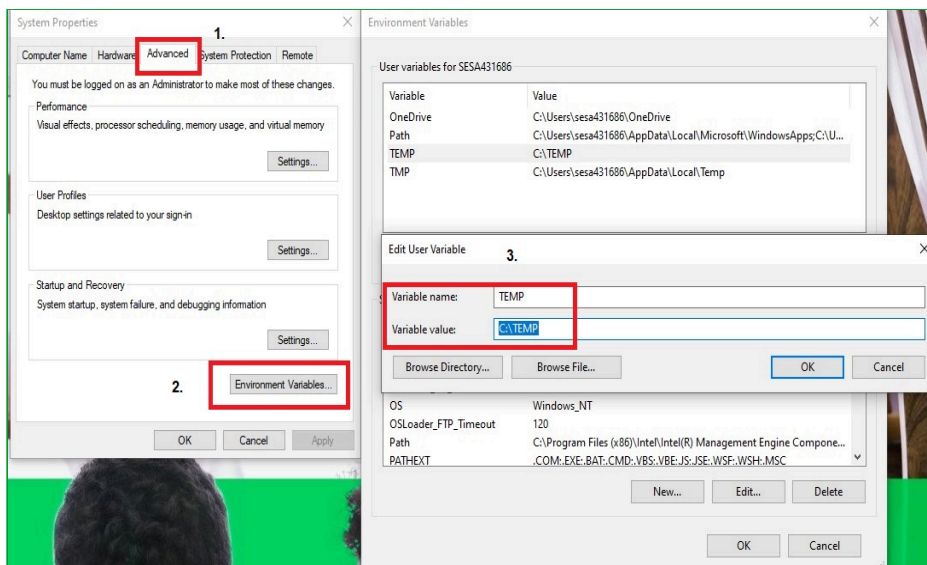 System Properties
1.
Computer Name Hardware Advanced System Protection Remote
You must be logged on as an Administrator to make most of these changes.
Performance
Visual effects, processor scheduling, memory usage, and virtual memory
Settings...
User Profiles
Desktop settings related to your sign-in
Settings...
Startup and Recovery
System startup, system failure, and debugging information
Settings...
2.
Environment Variables...
OK Cancel Apply
Environment Variables
User variables for SESA431686
Variable Value
OneDrive C:\Users\sesa431686\OneDrive
Path C:\Users\sesa431686\AppData\Local\Microsoft\WindowsApps;C:\U...
TEMP C:\TEMP
TMP C:\Users\sesa431686\AppData\Local\Temp
Edit User Variable
3.
Variable name: TEMP
Variable value: C:\TEMP
Browse Directory... Browse File... OK Cancel
OS Windows_NT
OSLoader_FTP_Timeout 120
Path C:\Program Files (x86)\Intel\Intel(R) Management Engine Compone...
PATHEXT .COM;.EXE;.BAT;.CMD;.VBS;.VBE;.JS;.JSE;.WSF;.WSH;.MSC
New... Edit... Delete
OK Cancel